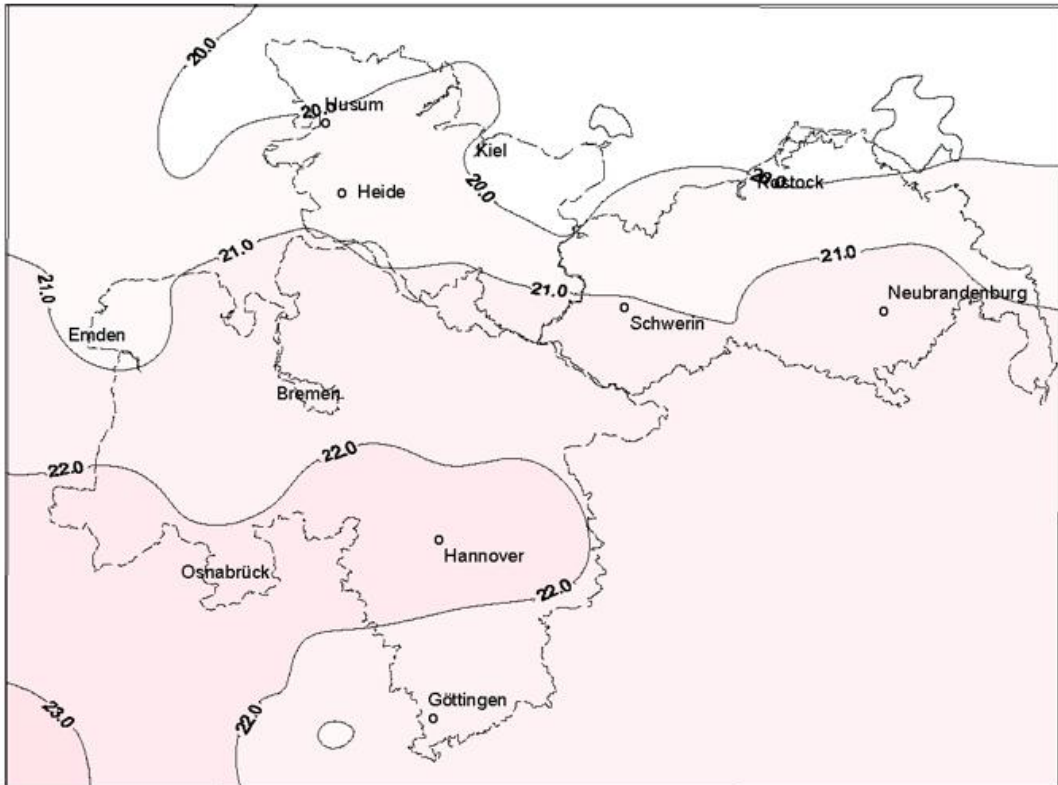 20.0
20.0
Husum
Kiel
20.0
Heide
20.0
Rostock
21.0
21.0
21.0
21.0
Neubrandenburg
Schwerin
Emden
Bremen
22.0
22.0
Hannover
Osnabrück
22.0
Göttingen
23.0
22.0